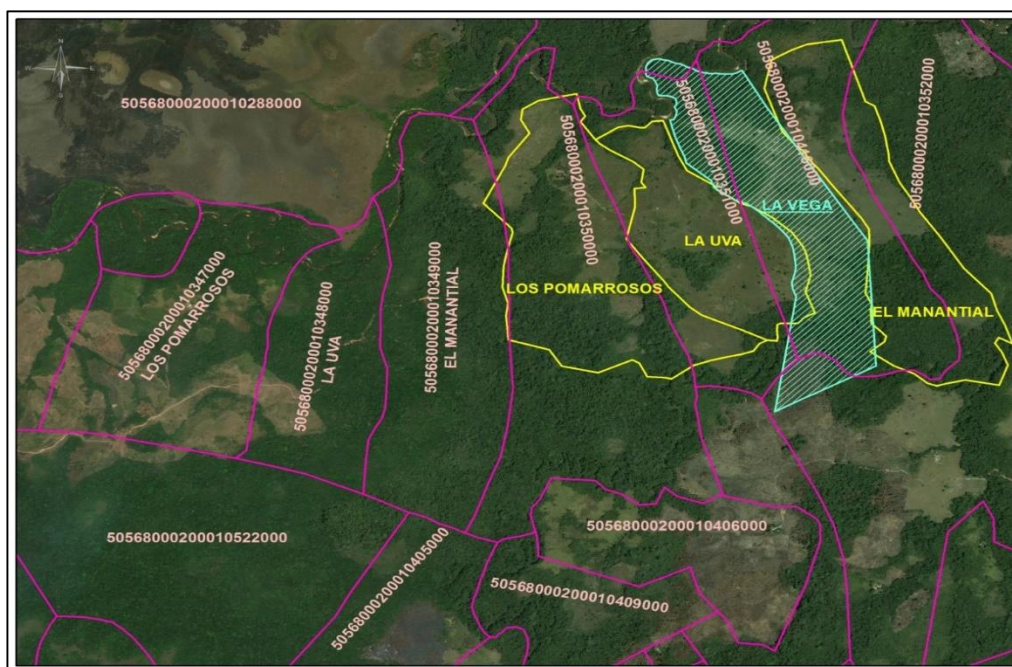 N
S
50568000200010288000
50568000200010352000
50568000200010351000
50568000200010350000
LA VEGA
LA UVA
LOS POMARROSOS
EL MANANTIAL
50568000200010347000
LOS POMARROSOS
50568000200010348000
LA UVA
50568000200010349000
EL MANANTIAL
50568000200010522000
50568000200010405000
50568000200010406000
50568000200010409000